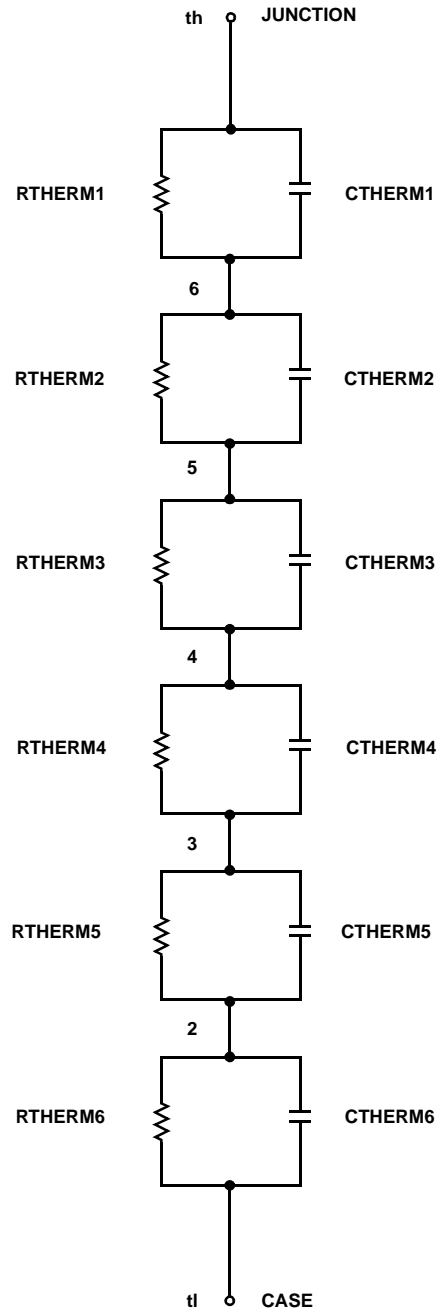 th JUNCTION
RTHERM1 CTHERM1
6
RTHERM2 CTHERM2
5
RTHERM3 CTHERM3
4
RTHERM4 CTHERM4
3
RTHERM5 CTHERM5
2
RTHERM6 CTHERM6
tl CASE